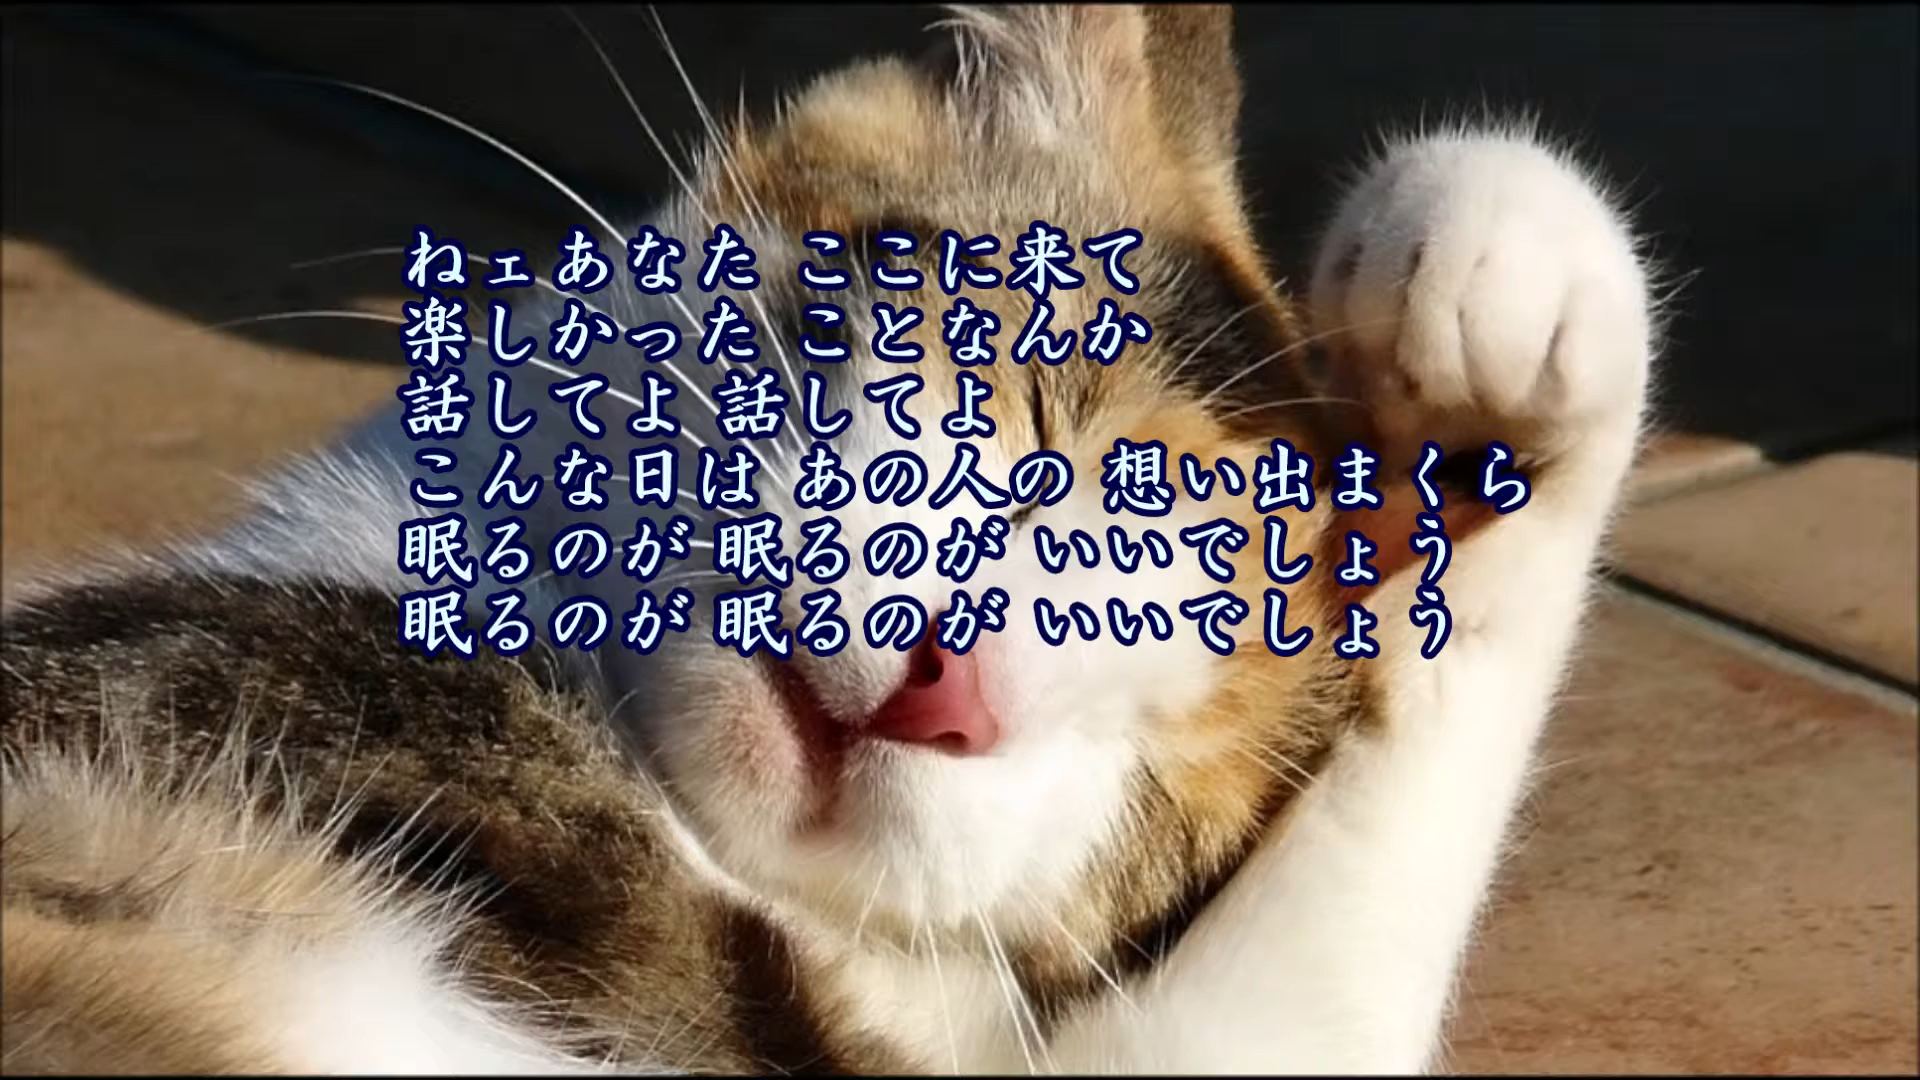 ねェあなた ここに来て
楽しかった ことなんか
話してよ 話してよ
こんな日は あの人の 想い出まくら
眠るのが 眠るのが いいでしょう
眠るのが 眠るのが いいでしょう